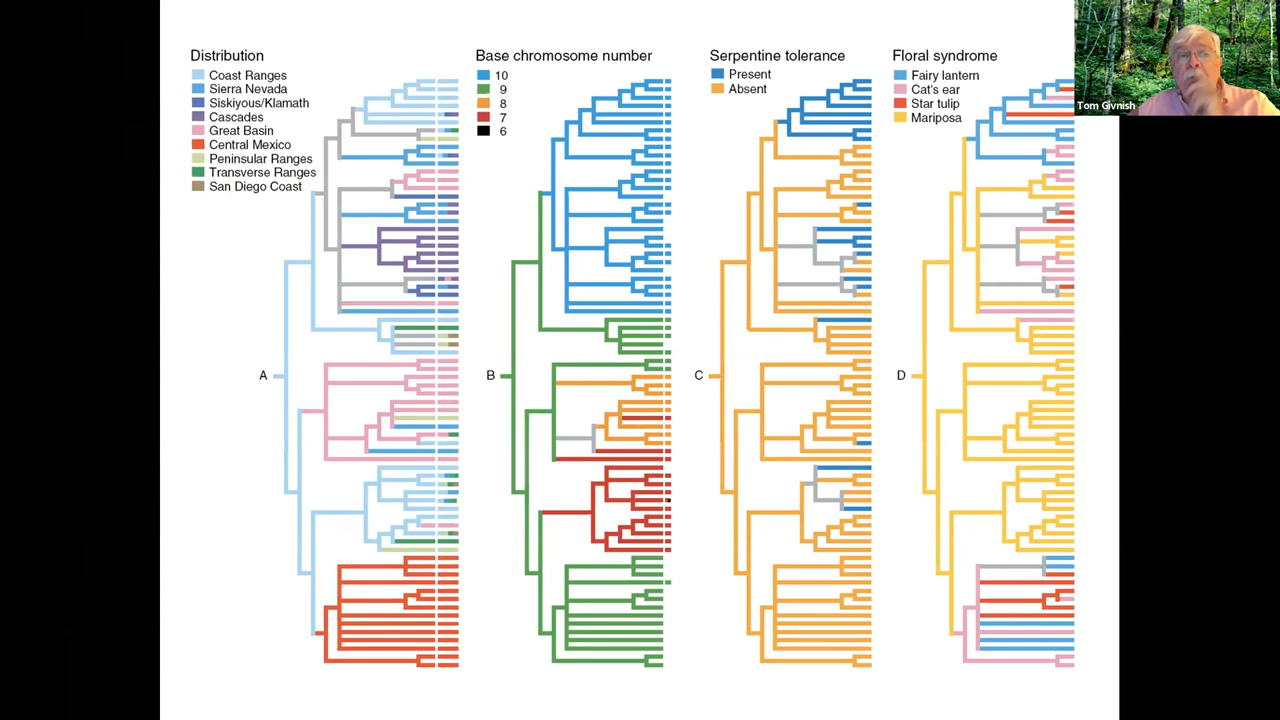 Distribution
Coast Ranges
Sierra Nevada
Siskiyous/Klamath
Cascades
Great Basin
Central Mexico
Peninsular Ranges
Transverse Ranges
San Diego Coast
A
Base chromosome number
10
9
8
7
6
B
Serpentine tolerance
Present
Absent
C
Floral syndrome
Fairy lantern
Cat's ear
Star tulip
Mariposa
D
Tom Givnish